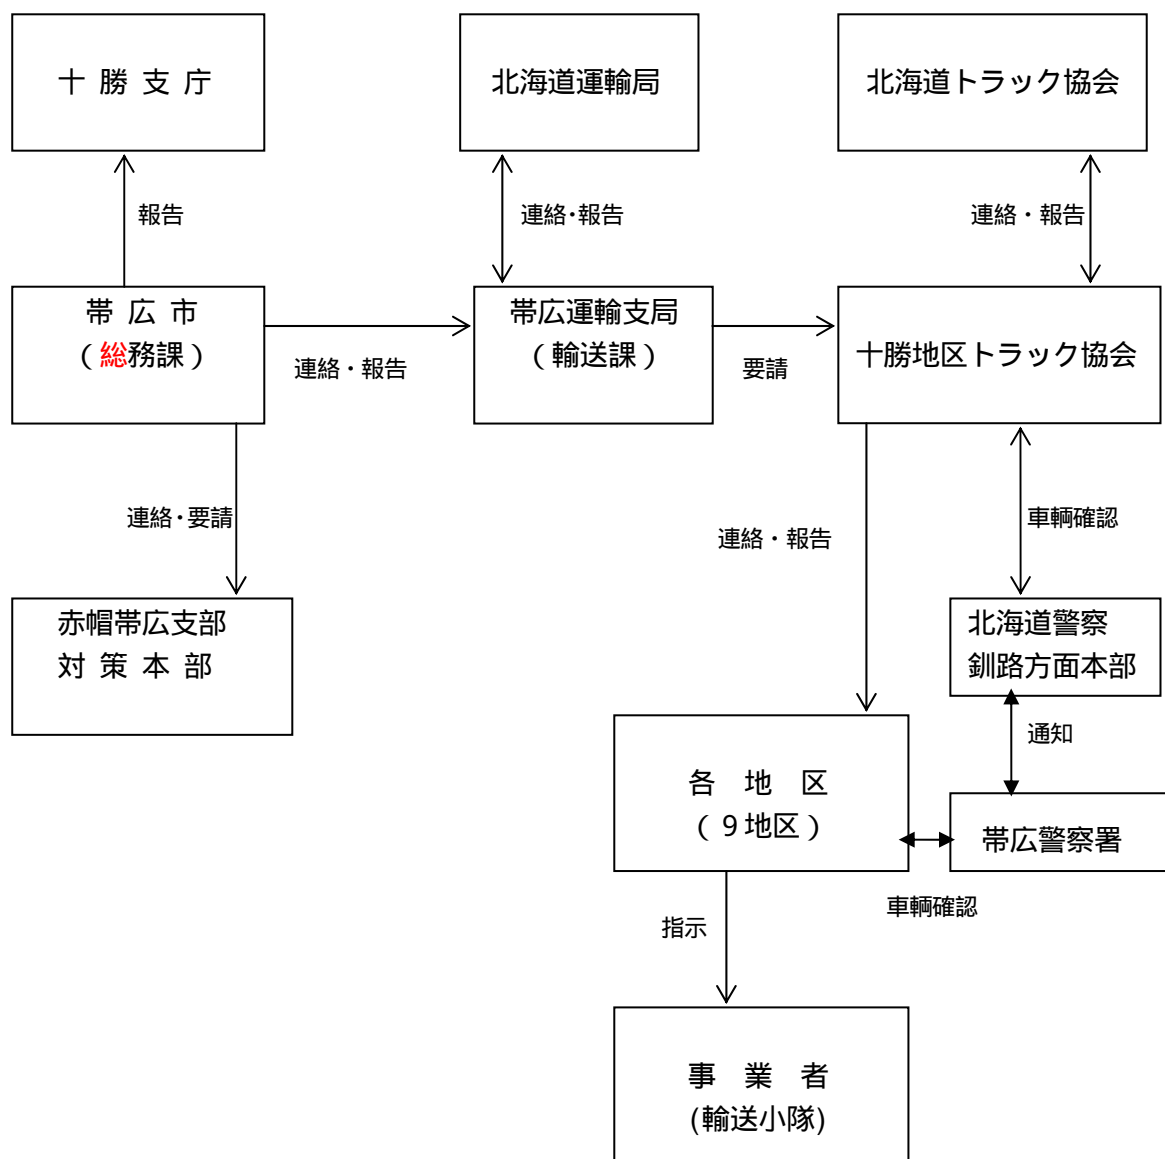 十 勝 支 庁
北海道運輸局
北海道トラック協会
報告
連絡・報告
連絡・報告
帯 広 市
（総務課）
連絡・報告
帯広運輸支局
（輸送課）
要請
十勝地区トラック協会
連絡・要請
連絡・報告
車輌確認
赤帽帯広支部
対 策 本 部
北海道警察
釧路方面本部
通知
各　地　区
（９地区）
帯広警察署
車輌確認
指示
事　業　者
(輸送小隊)